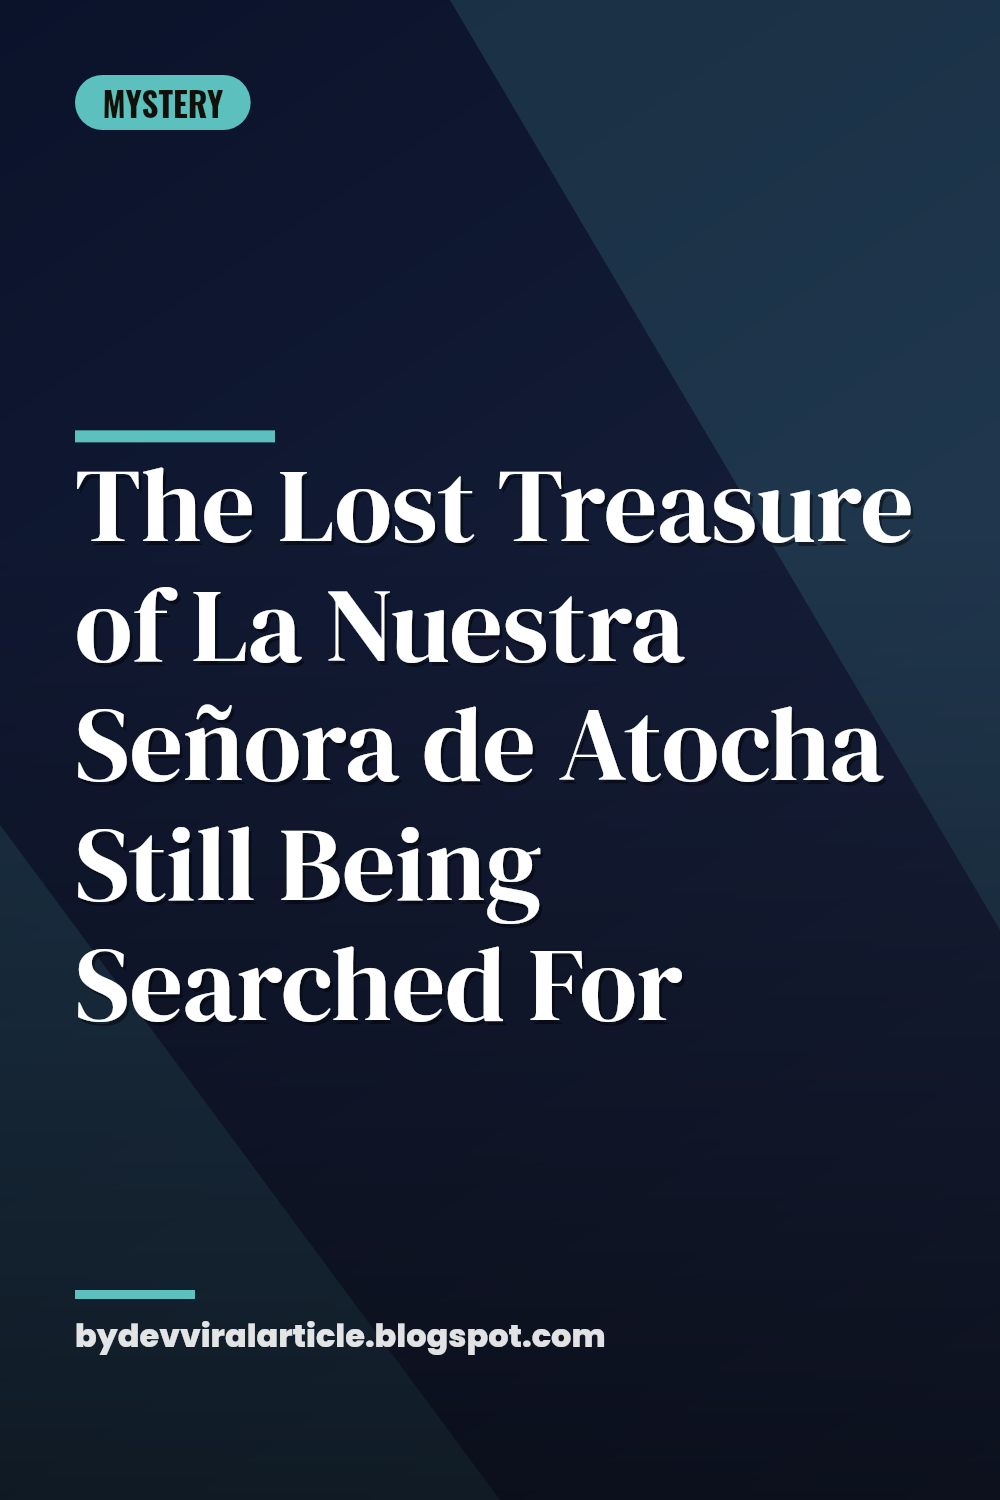 MYSTERY
The Lost Treasure
of La Nuestra
Señora de Atocha
Still Being
Searched For
bydevviralarticle.blogspot.com